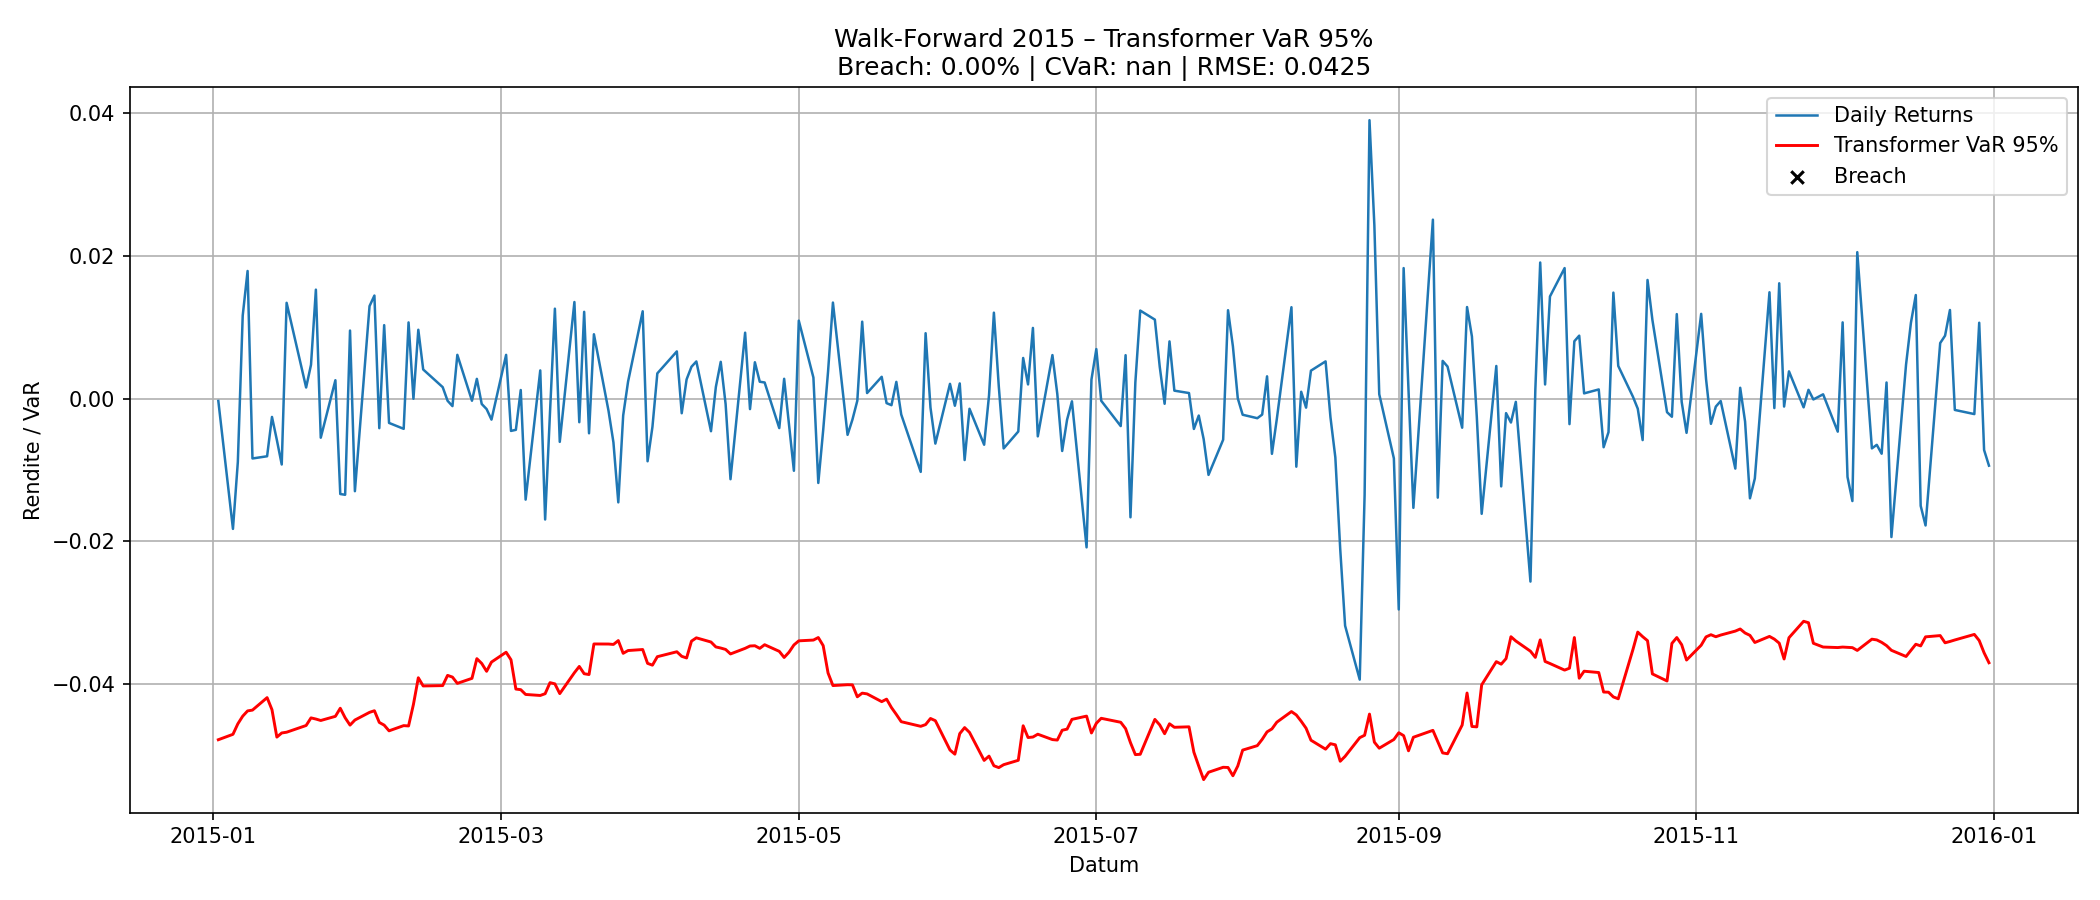 Walk-Forward 2015 – Transformer VaR 95%
Breach: 0.00% | CVaR: nan | RMSE: 0.0425
Daily Returns
Transformer VaR 95%
Breach
Rendite / VaR
0.04
0.02
0.00
−0.02
−0.04
2015-01
2015-03
2015-05
2015-07
2015-09
2015-11
2016-01
Datum